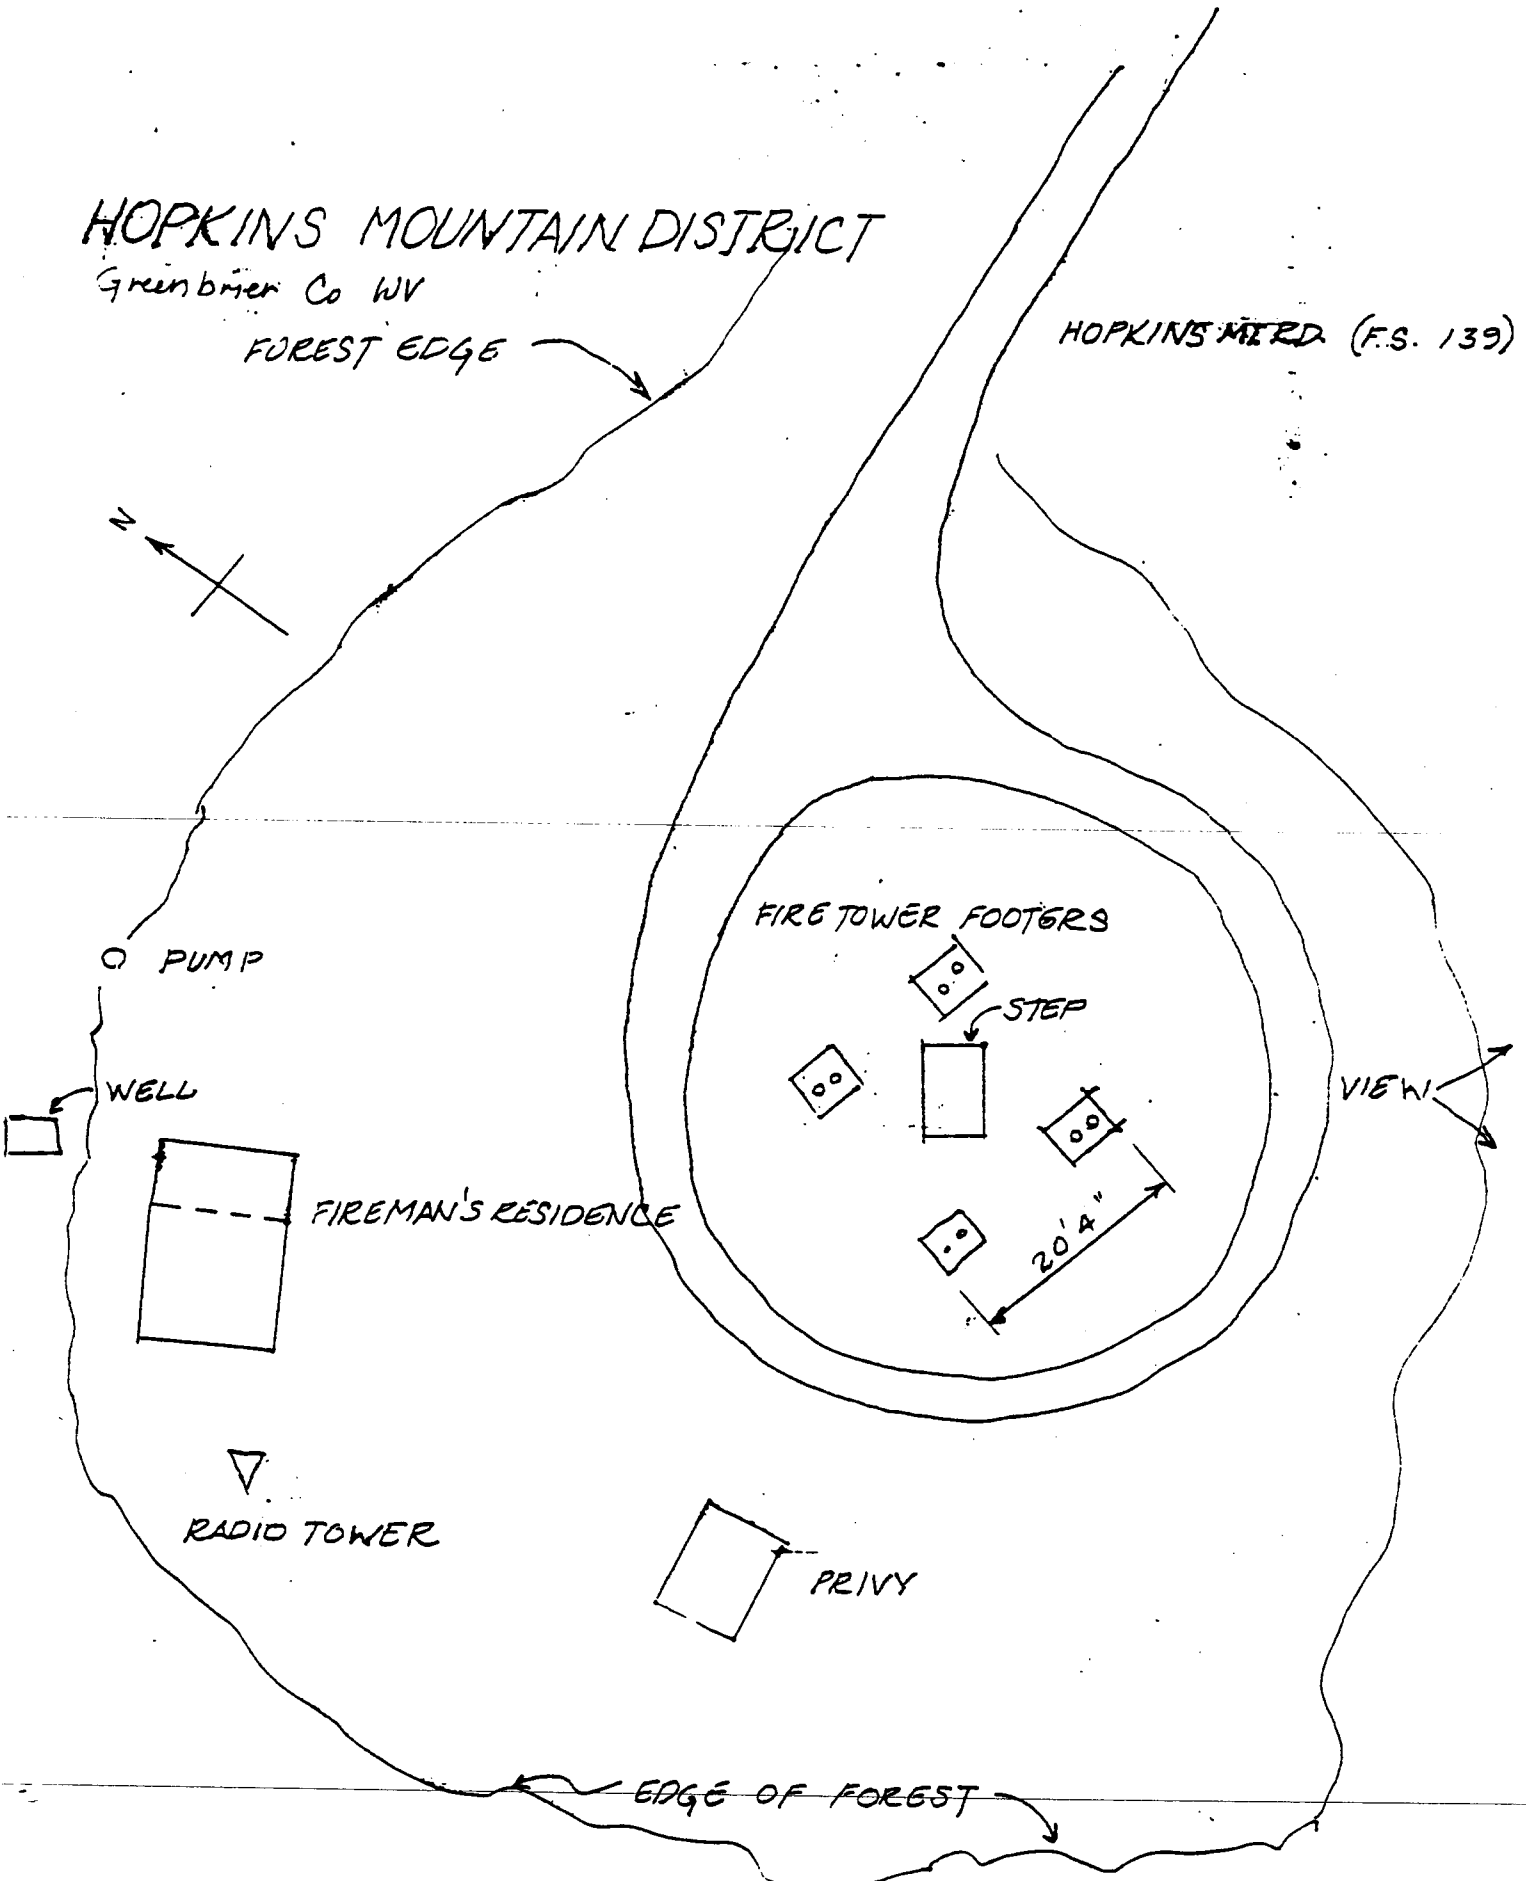 HOPKINS MOUNTAIN DISTRICT
Greenbrier Co WV
FOREST EDGE
HOPKINS MT RD. (F.S. 139)
N
FIRE TOWER FOOTERS
PUMP
STEP
WELL
VIEW
FIREMAN'S RESIDENCE
20'4"
RADIO TOWER
PRIVY
EDGE OF FOREST